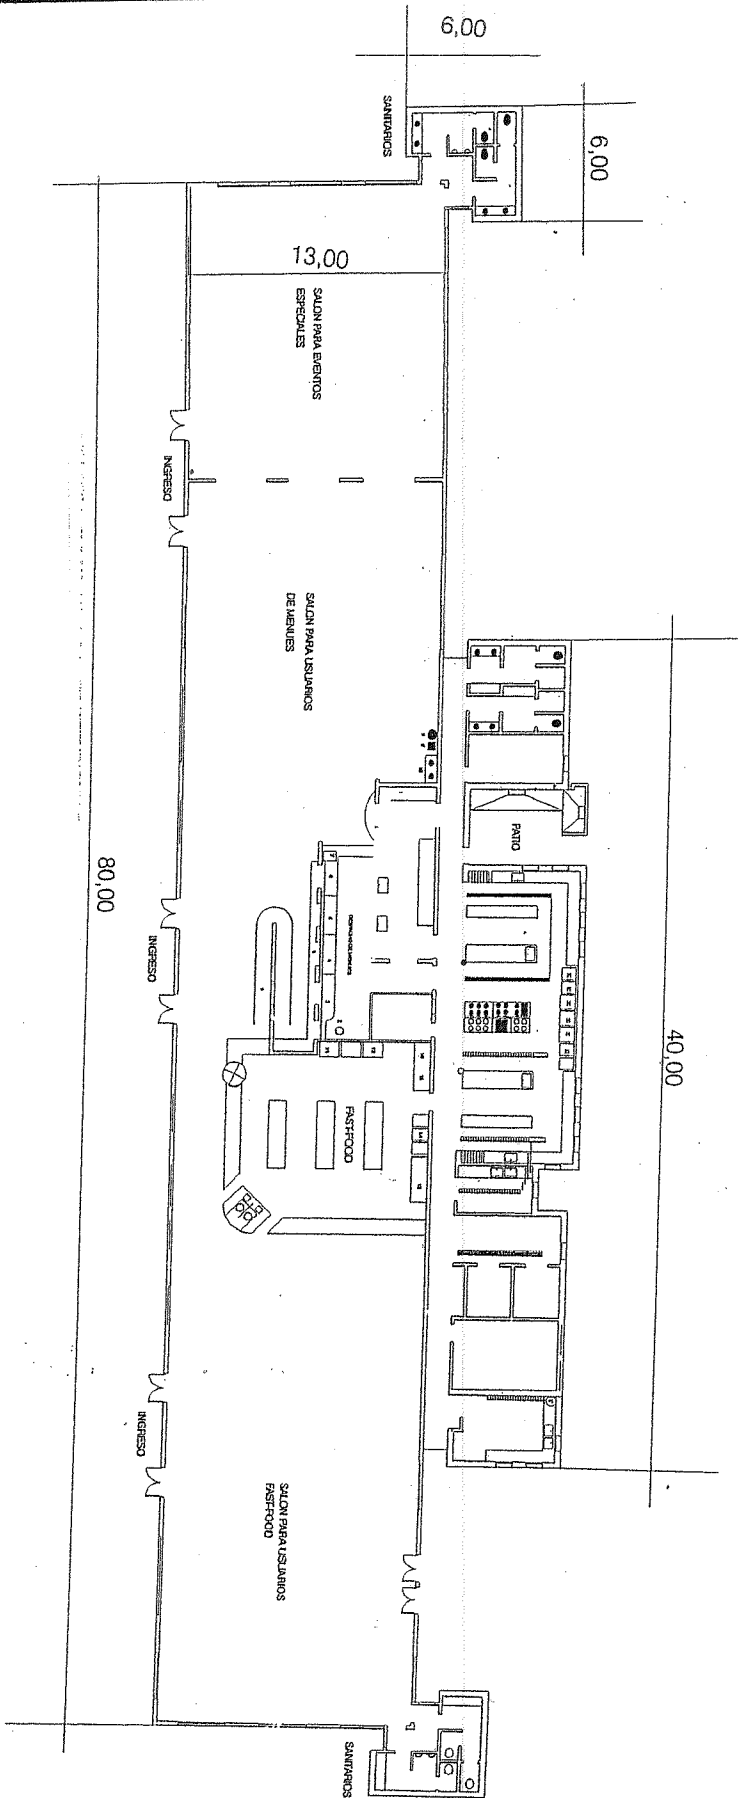 6,00
6,00
SANITARIOS
13,00
SALON PARA EVENTOS
ESPECIALES
INGRESO
SALON PARA USUARIOS
DE MENUES
PATIO
80,00
INGRESO
40,00
FAST-FOOD
INGRESO
SALON PARA USUARIOS
FAST-FOOD
SANITARIOS